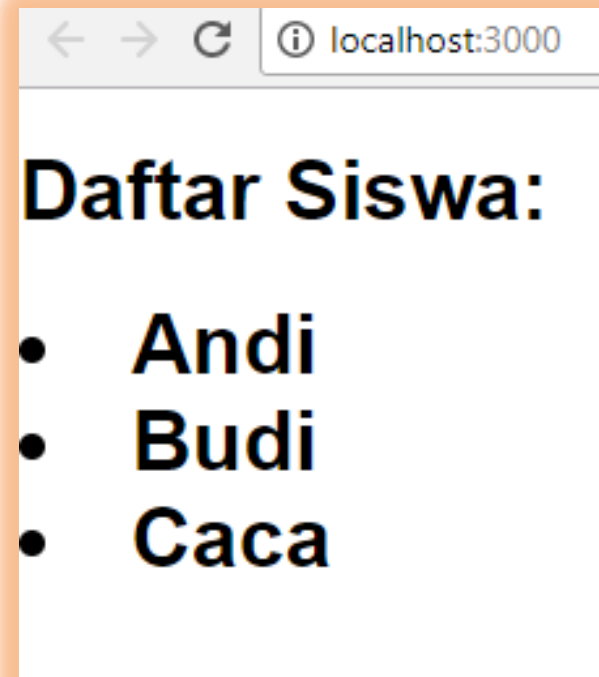 localhost:3000
Daftar Siswa:
• Andi
• Budi
• Caca